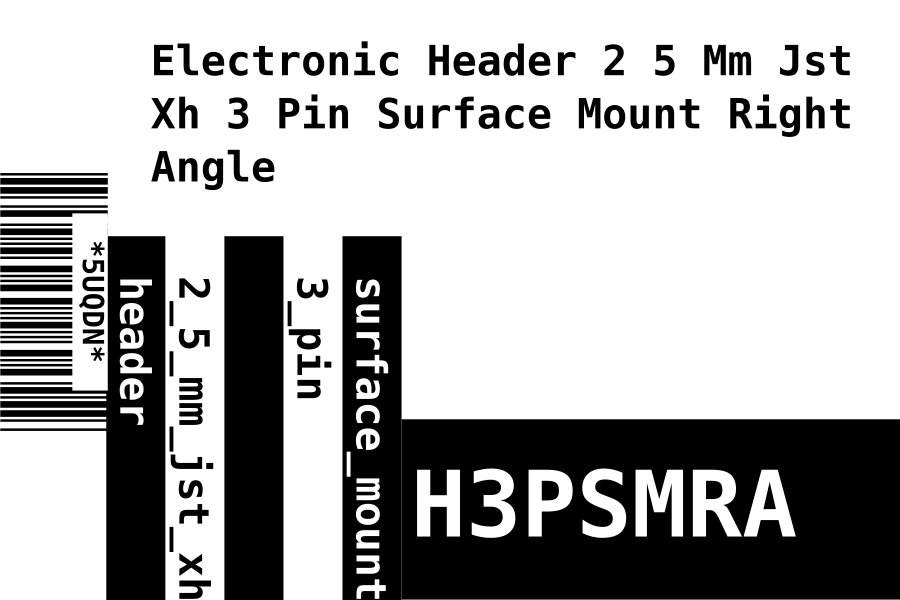 Electronic Header 2 5 Mm Jst
Xh 3 Pin Surface Mount Right
Angle
*5UQDN*
header
2_5_mm_jst_xh
3_pin
surface_mount
H3PSMRA